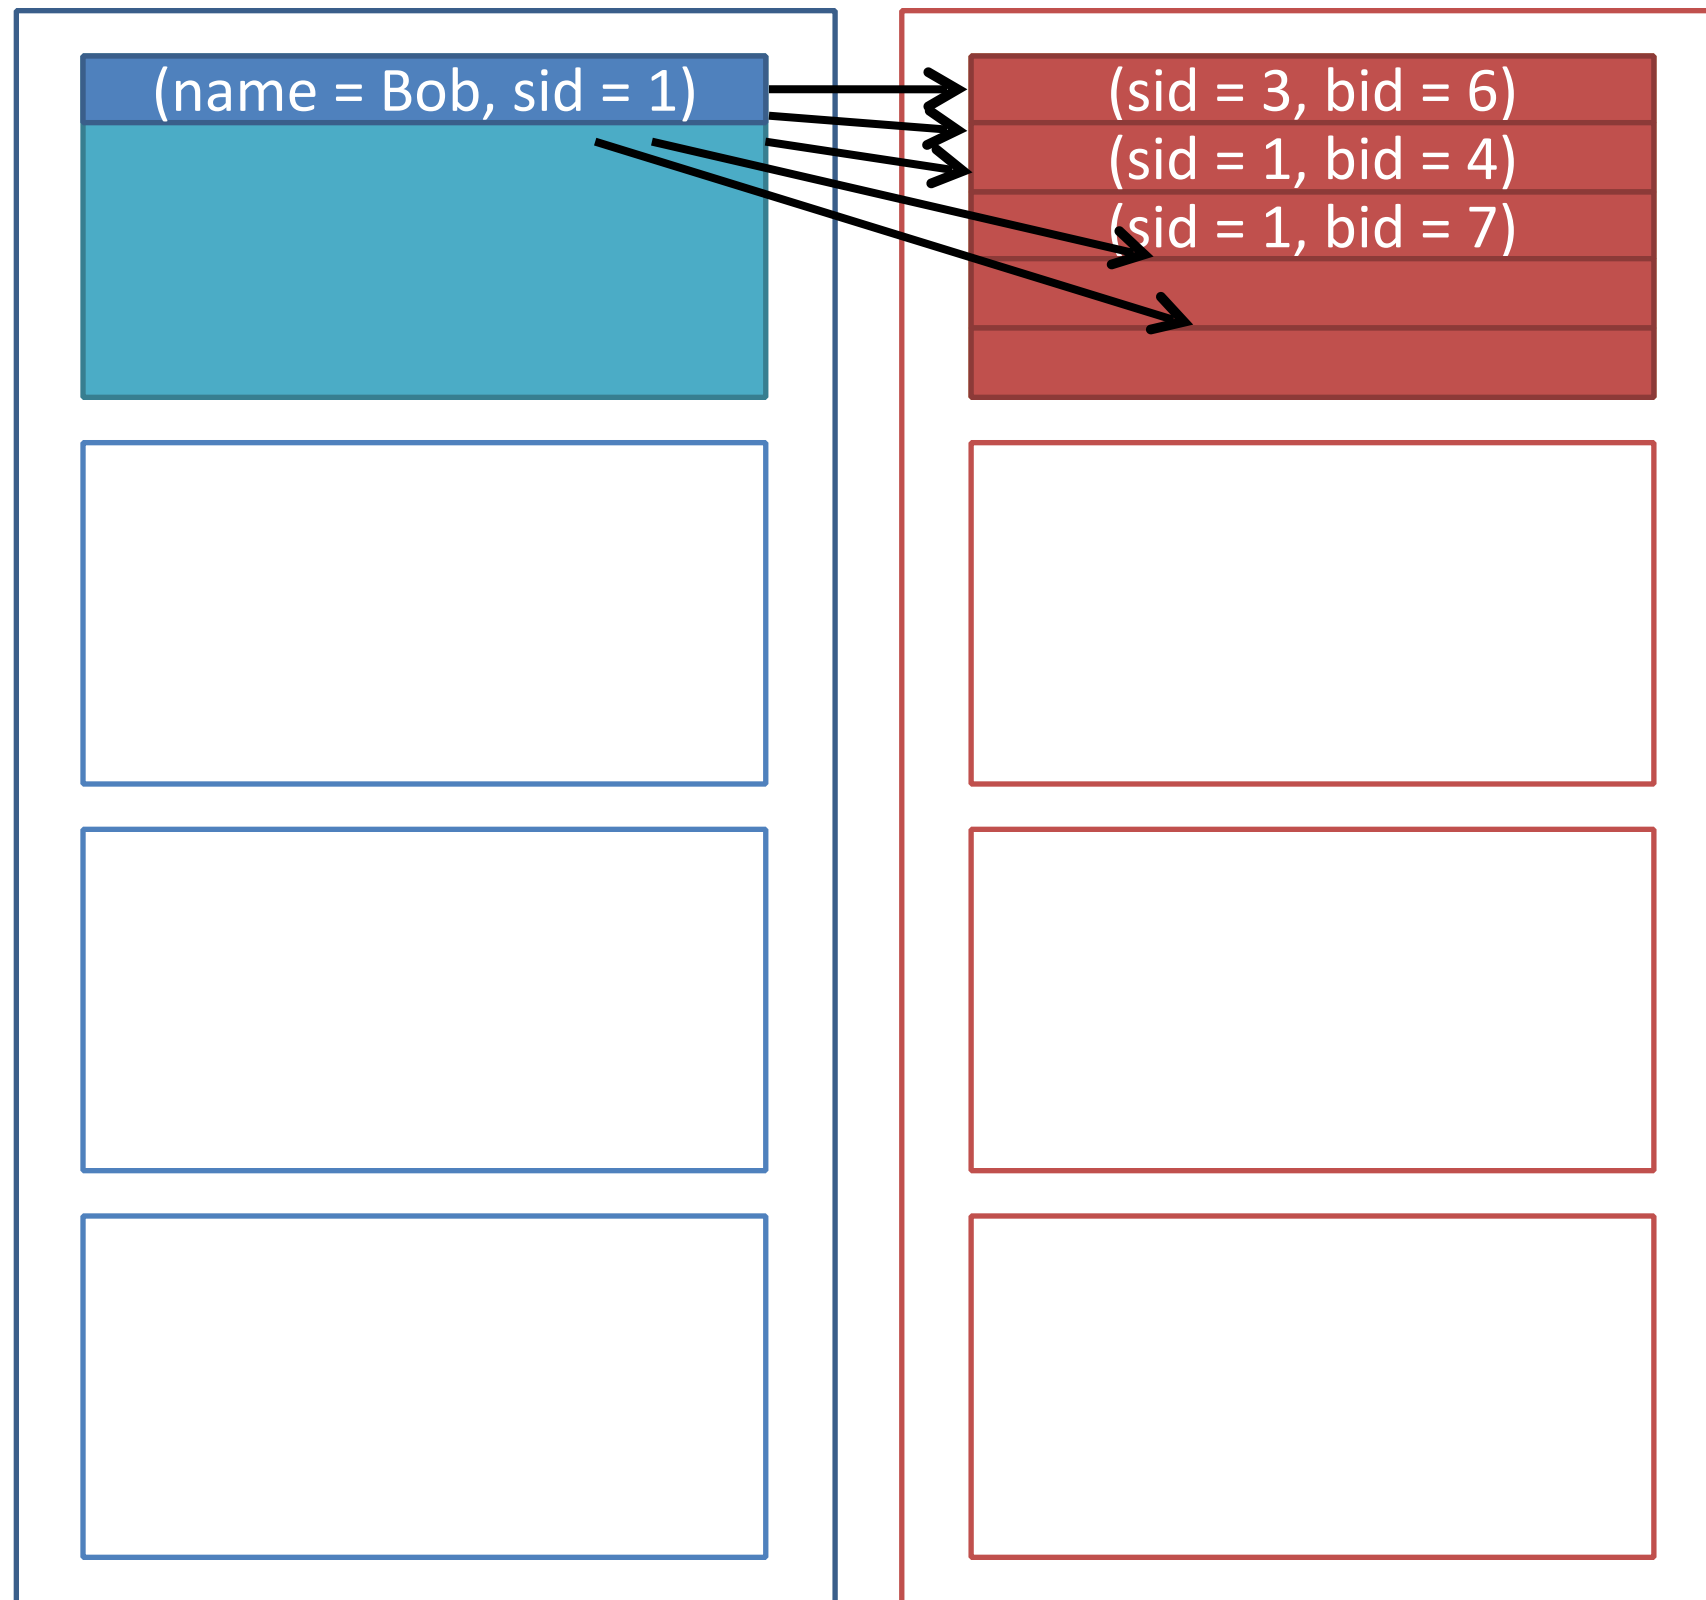 (name = Bob, sid = 1)
(sid = 3, bid = 6)
(sid = 1, bid = 4)
(sid = 1, bid = 7)